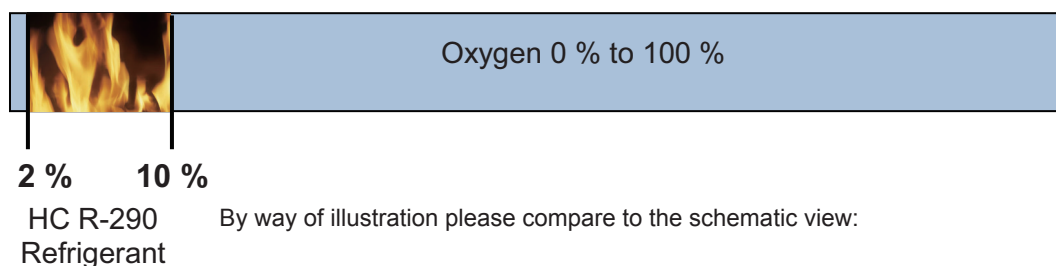 Oxygen 0 % to 100 %
2 % 10 %
HC R-290
Refrigerant
By way of illustration please compare to the schematic view: